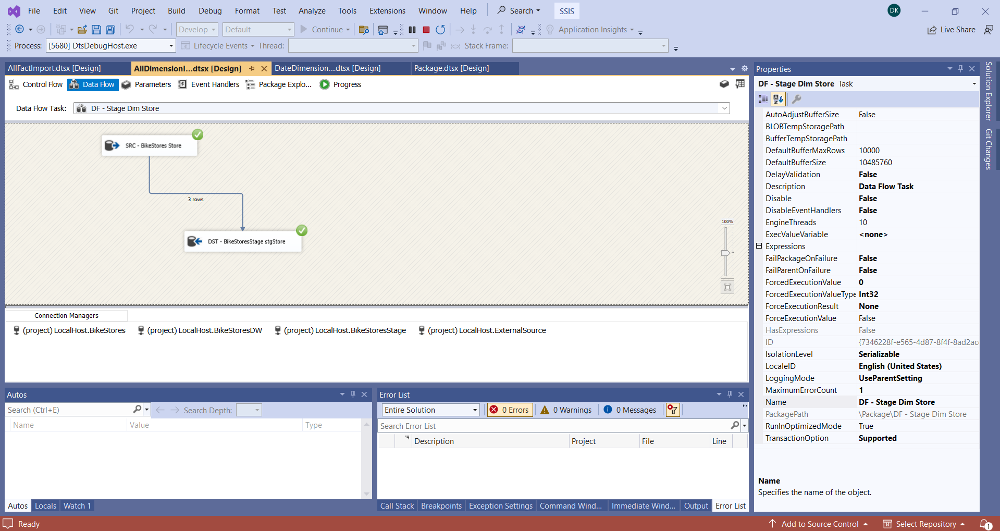 File Edit View Git Project Build Debug Format Test Analyze Tools Extensions Window Help Search SSIS DK
Develop Default Continue Application Insights Live Share
Process: [5680] DtsDebugHost.exe Lifecycle Events Thread: Stack Frame:
AllFactImport.dtsx [Design] AllDimensionI...dtsx [Design] DateDimension....dtsx [Design] Package.dtsx [Design]
Control Flow Data Flow Parameters Event Handlers Package Explo... Progress
Data Flow Task: DF - Stage Dim Store
SRC - BikeStores Store
3 rows
DST - BikeStoresStage stgStore
100%
Connection Managers
(project) LocalHost.BikeStores (project) LocalHost.BikeStoresDW (project) LocalHost.BikeStoresStage (project) LocalHost.ExternalSource
Autos
Search (Ctrl+E) Search Depth:
Name Value Type
Autos Locals Watch 1
Error List
Entire Solution 0 Errors 0 Warnings 0 Messages
Search Error List
Description Project File Line
Call Stack Breakpoints Exception Settings Command Wind... Immediate Wind... Output Error List
Properties
DF - Stage Dim Store Task
AutoAdjustBufferSize False
BLOBTempStoragePath
BufferTempStoragePath
DefaultBufferMaxRows 10000
DefaultBufferSize 10485760
DelayValidation False
Description Data Flow Task
Disable False
DisableEventHandlers False
EngineThreads 10
ExecValueVariable <none>
Expressions
FailPackageOnFailure False
FailParentOnFailure False
ForcedExecutionValue 0
ForcedExecutionValueType Int32
ForceExecutionResult None
ForceExecutionValue False
HasExpressions False
ID {7346228f-e565-4d87-8f4f-8ad2ac
IsolationLevel Serializable
LocaleID English (United States)
LoggingMode UseParentSetting
MaximumErrorCount 1
Name DF - Stage Dim Store
PackagePath \Package\DF - Stage Dim Store
RunInOptimizedMode True
TransactionOption Supported
Name
Specifies the name of the object.
Solution Explorer
Git Changes
Ready Add to Source Control Select Repository 1